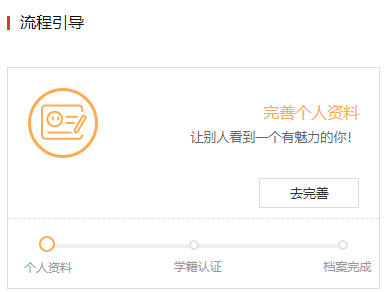 流程引导
完善个人资料
让别人看到一个有魅力的你！
去完善
个人资料
学籍认证
档案完成